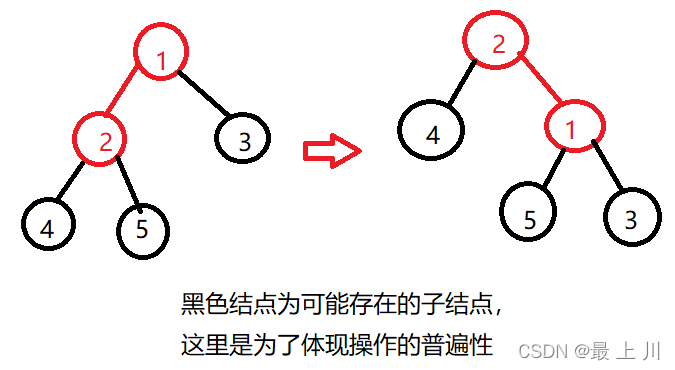 1 2
2 3 4 1
4 5 5 3
黑色结点为可能存在的子结点，
这里是为了体现操作的普遍性
CSDN @最 上 川